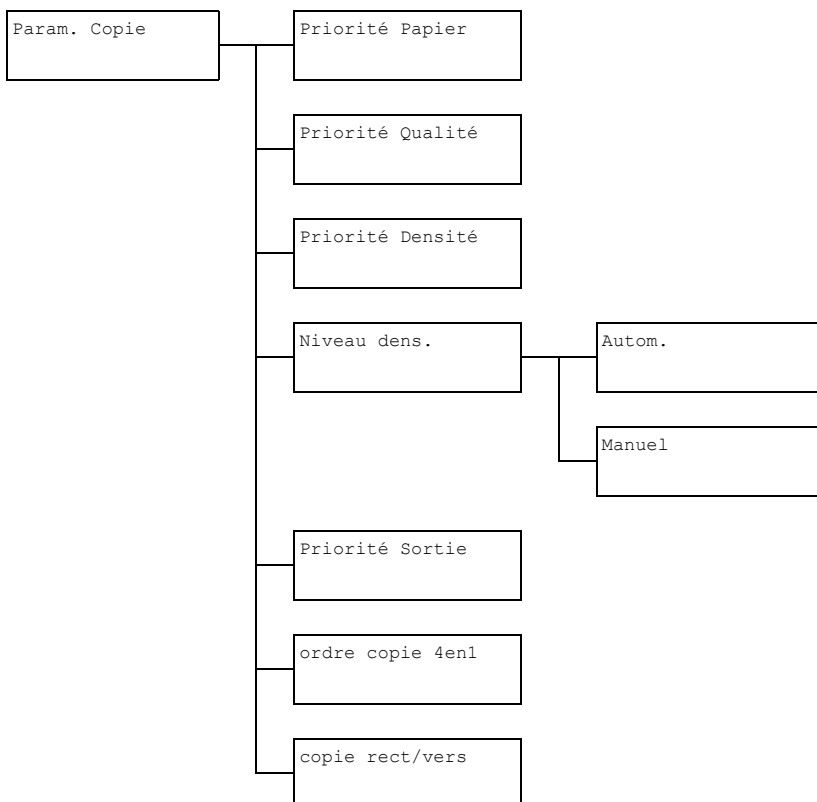 Param. Copie
Priorité Papier
Priorité Qualité
Priorité Densité
Niveau dens.
Autom.
Manuel
Priorité Sortie
ordre copie 4en1
copie rect/vers